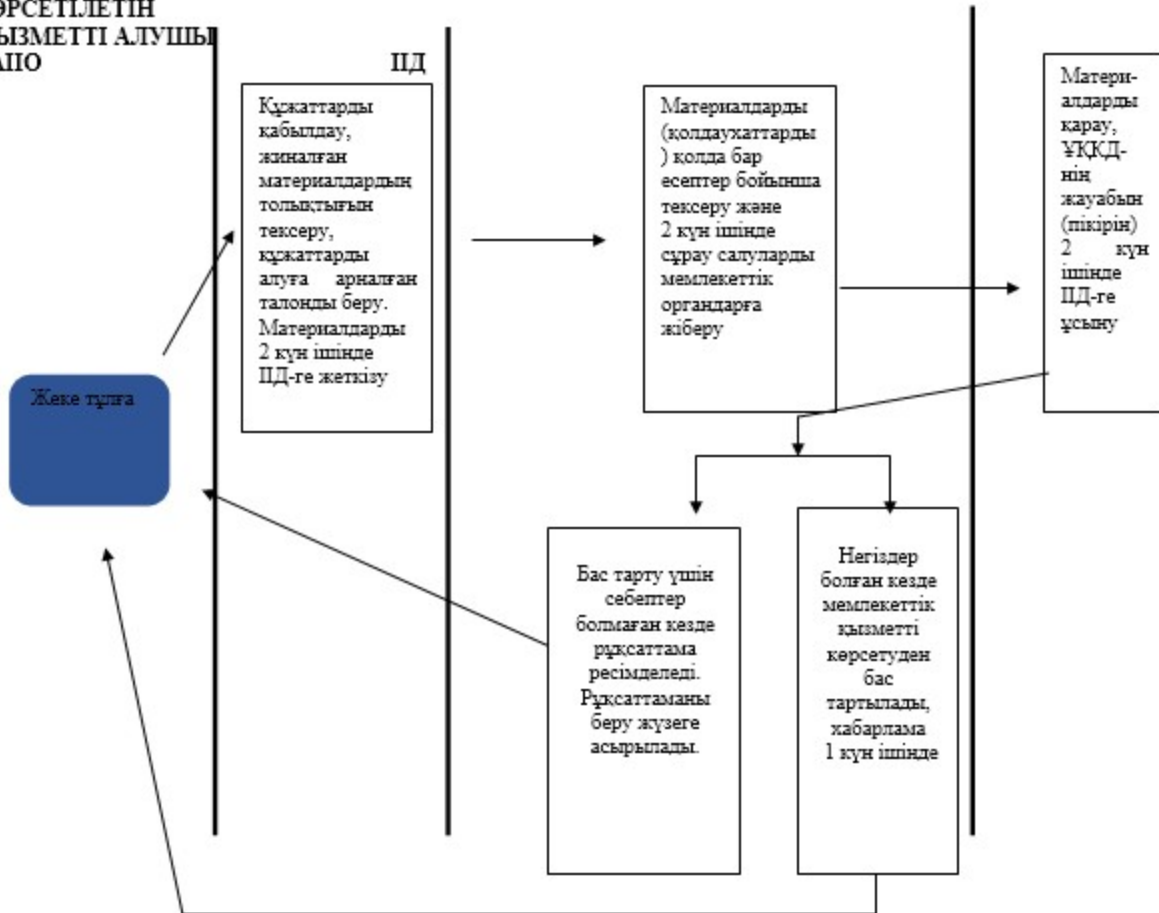 ӨРСЕТІЛЕТІН
ЫЗМЕТТІ АЛУШЫ
АПО
ІІД
Құжаттарды
қабылдау,
жиналған
материалдардың
толықтығын
тексеру,
құжаттарды
алуға арналған
талонды беру.
Материалдарды
2 күн ішінде
ІІД-ге жеткізу
Материалдарды
(қолдаухаттарды
) қолда бар
есептер бойынша
тексеру және
2 күн ішінде
сұрау салуларды
мемлекеттік
органдарға
жіберу
Матери-
алдарды
қарау,
ҰҚКД-
нің
жауабын
(пікірін)
2 күн
ішінде
ІІД-ге
ұсыну
Жеке тұлға
Бас тарту үшін
себептер
болмаған кезде
рұқсаттама
ресімделеді.
Рұқсаттаманы
беру жүзеге
асырылады.
Негіздер
болған кезде
мемлекеттік
қызметті
көрсетуден
бас
тартылады,
хабарлама
1 күн ішінде